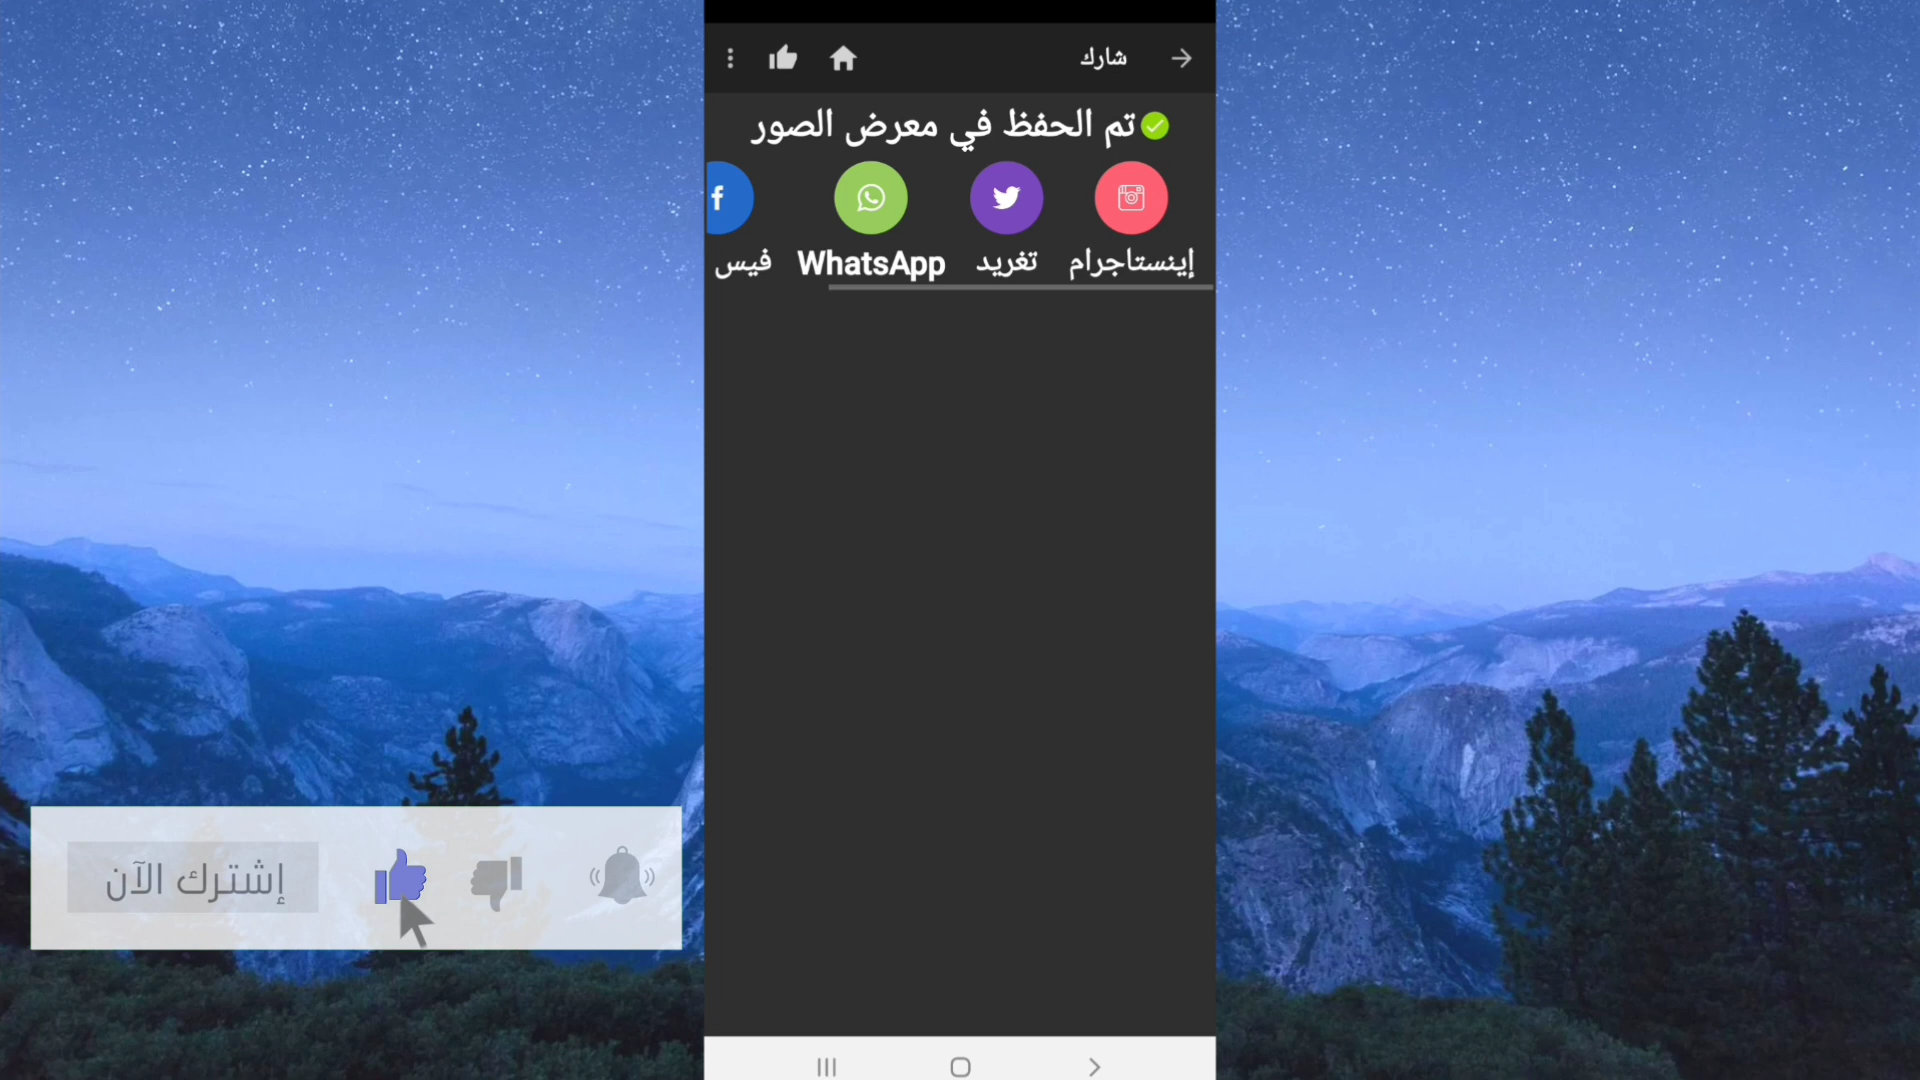 شارك
تم الحفظ في معرض الصور
إينستاجرام
تغريد
WhatsApp
فيس
إشترك الآن